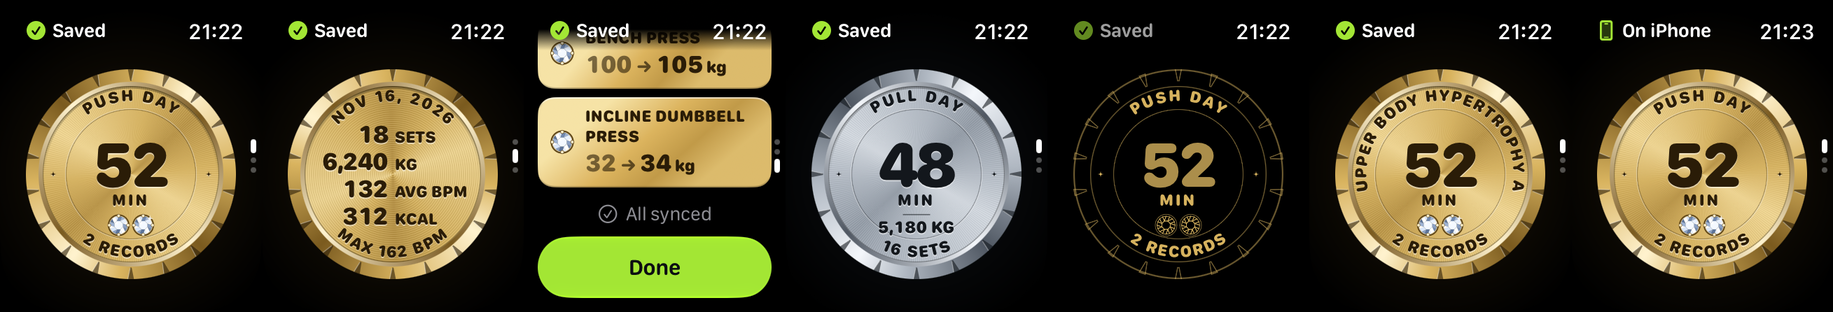 Saved 21:22
PUSH DAY
52
MIN
2 RECORDS
Saved 21:22
NOV 16, 2026
18 SETS
6,240 KG
132 AVG BPM
312 KCAL
MAX 162 BPM
Saved 21:22
BENCH PRESS
100 → 105 kg
INCLINE DUMBBELL
PRESS
32 → 34 kg
All synced
Done
Saved 21:22
PULL DAY
48
MIN
5,180 KG
16 SETS
Saved 21:22
PUSH DAY
52
MIN
2 RECORDS
Saved 21:22
UPPER BODY HYPERTROPHY A
52
MIN
2 RECORDS
On iPhone 21:23
PUSH DAY
52
MIN
2 RECORDS